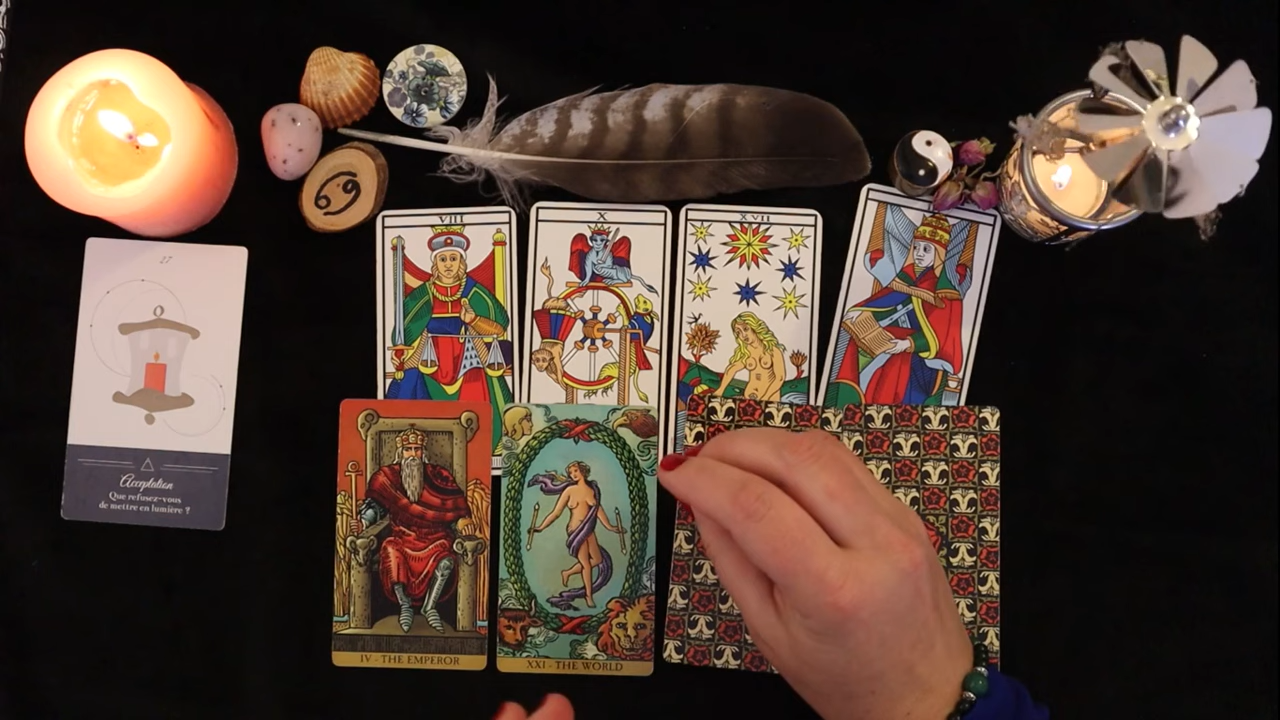 VIII
X
XVII
27
Acceptation
Que refusez-vous
de mettre en lumière ?
IV - THE EMPEROR
XXI - THE WORLD